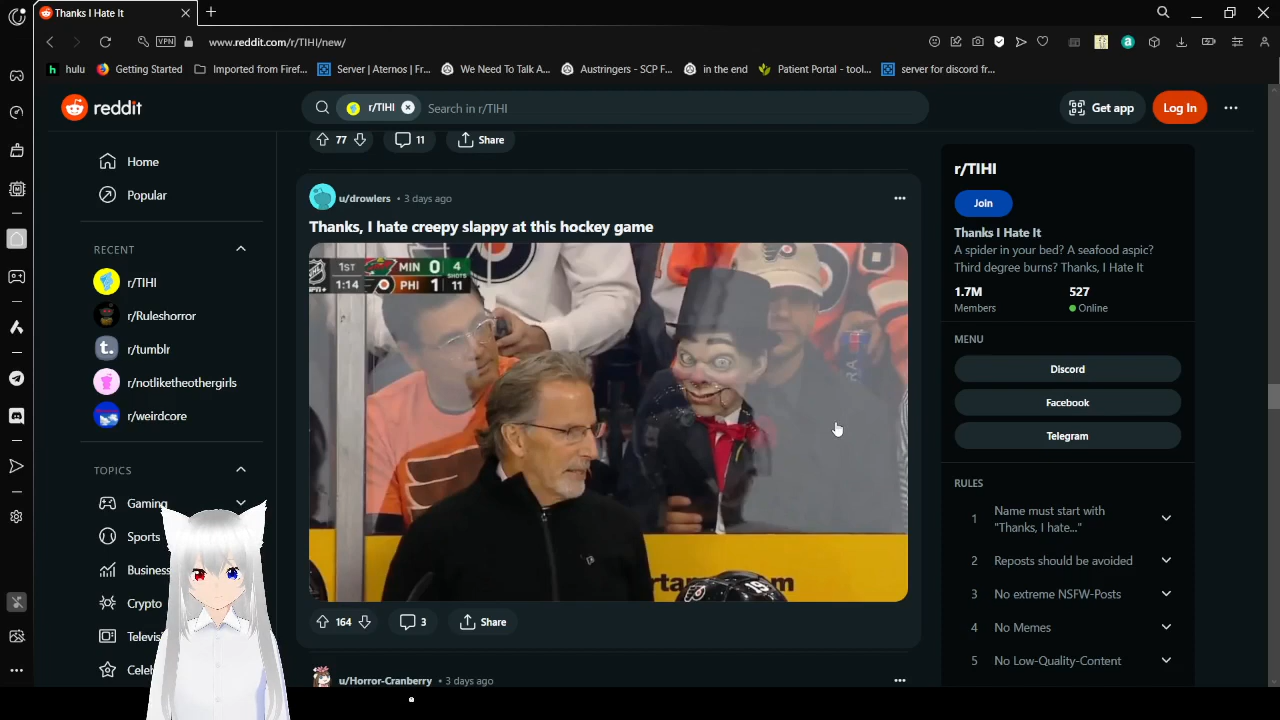 Thanks I Hate It
VPN
www.reddit.com/r/TIHI/new/
hulu
Getting Started
Imported from Firef...
Server | Aternos | Fr...
We Need To Talk A...
Austringers - SCP F...
in the end
Patient Portal - tool...
server for discord fr...
reddit
r/TIHI
Search in r/TIHI
Get app
Log In
Home
Popular
RECENT
r/TIHI
r/Ruleshorror
r/tumblr
r/notliketheothergirls
r/weirdcore
TOPICS
Gaming
Sports
Business
Crypto
Televi
Celeb
77
11
Share
u/drowlers • 3 days ago
Thanks, I hate creepy slappy at this hockey game
NHL
ESPN+
1ST MIN 0 4
SHOTS
1:14 PHI 1 11
rta
m
19
164
3
Share
u/Horror-Cranberry • 3 days ago
r/TIHI
Join
Thanks I Hate It
A spider in your bed? A seafood aspic?
Third degree burns? Thanks, I Hate It
1.7M 527
Members Online
MENU
Discord
Facebook
Telegram
RULES
1 Name must start with
"Thanks, I hate..."
2 Reposts should be avoided
3 No extreme NSFW-Posts
4 No Memes
5 No Low-Quality-Content